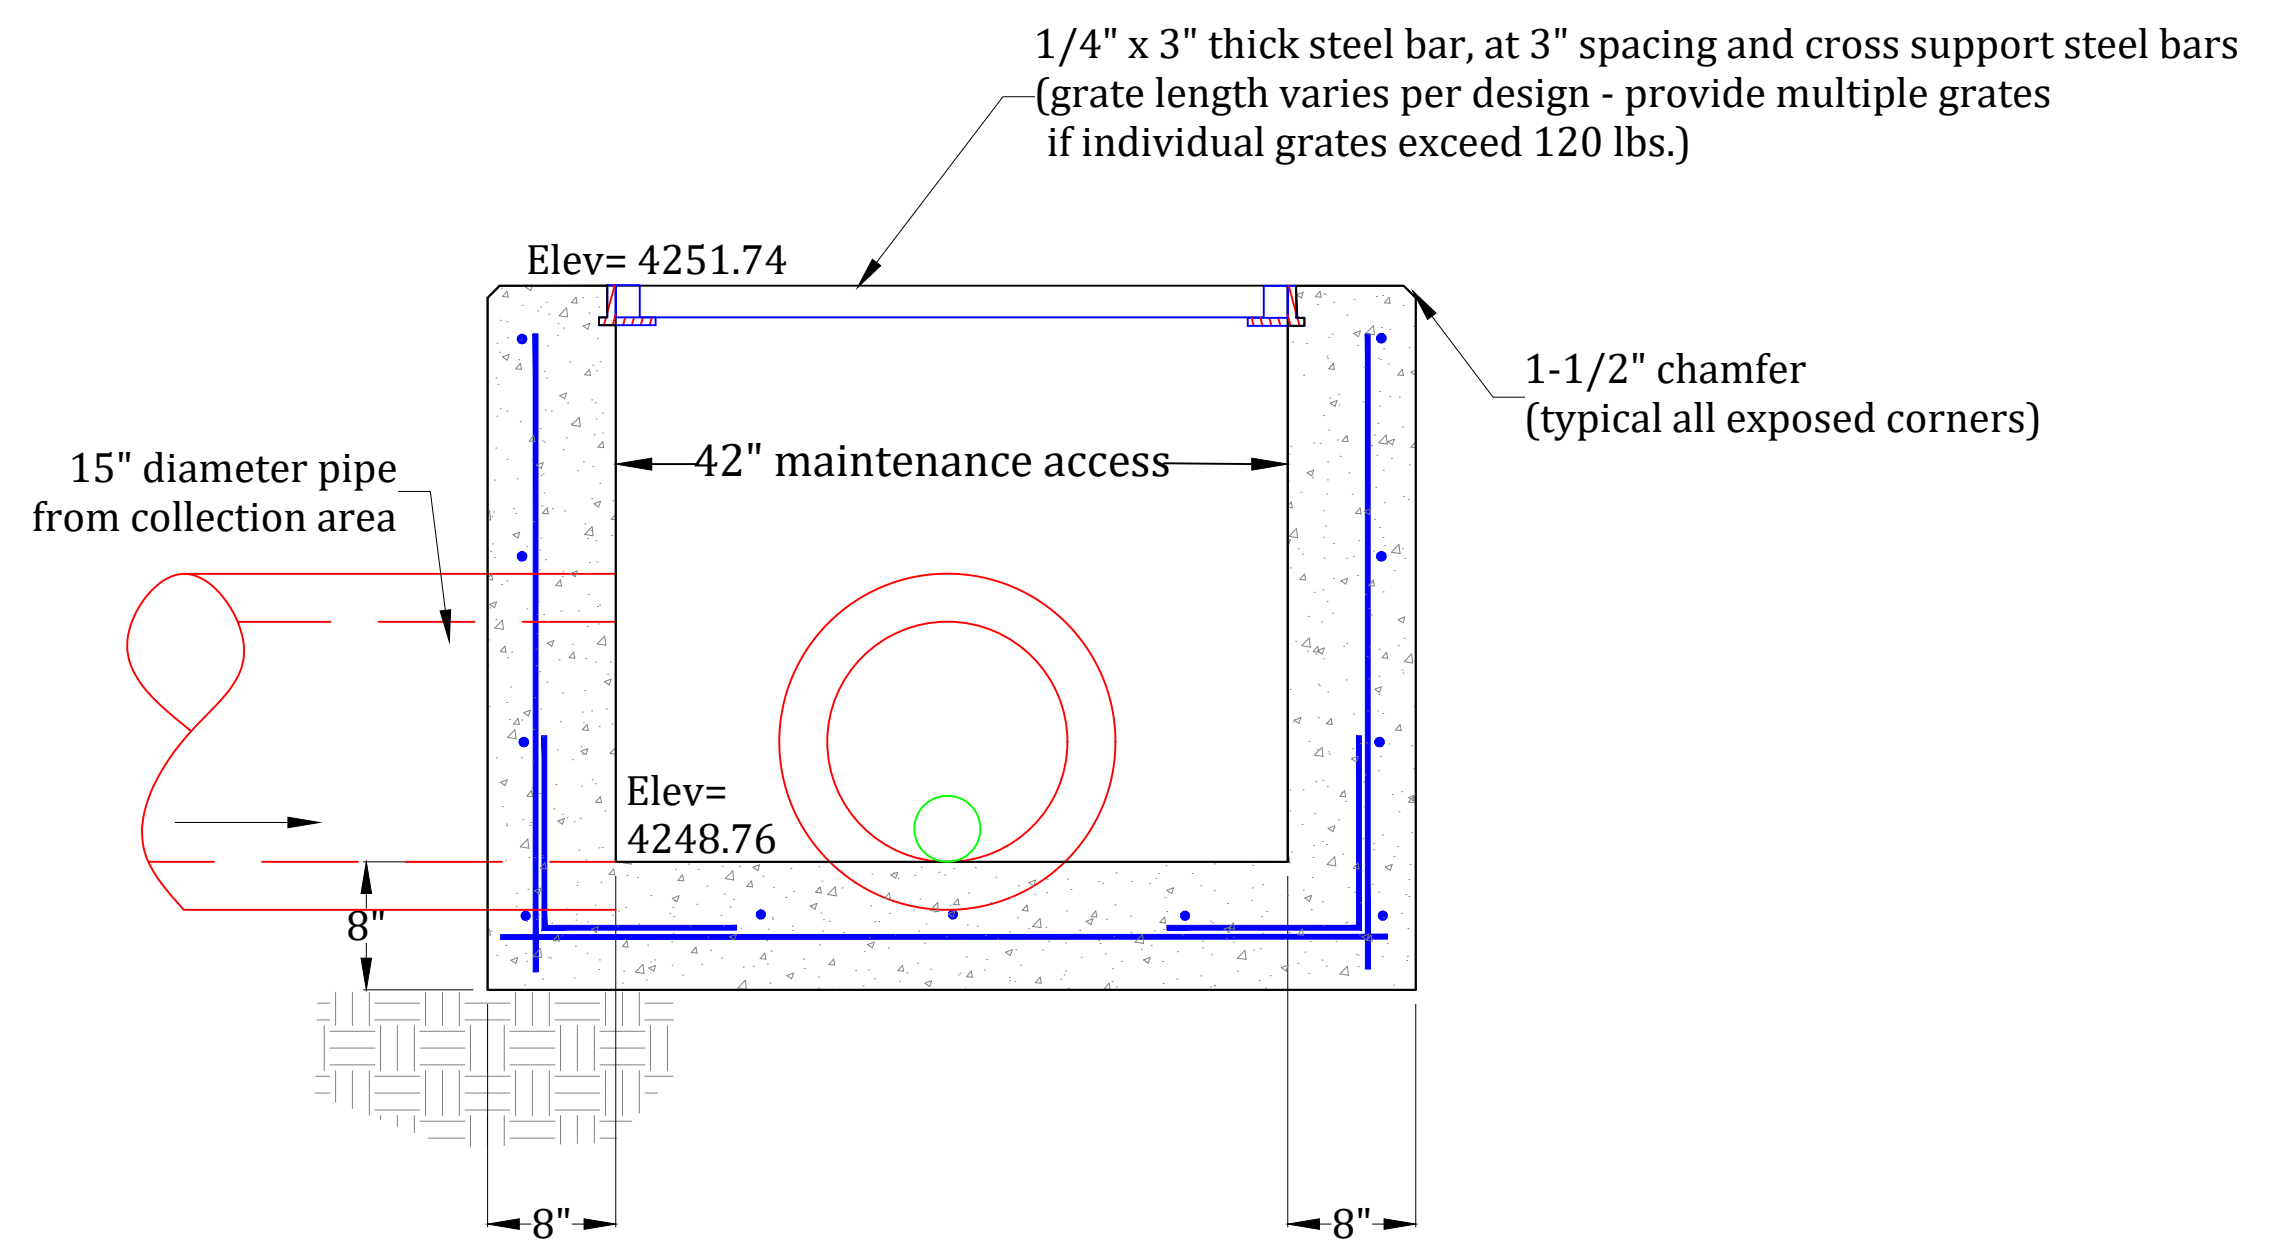 1/4" x 3" thick steel bar, at 3" spacing and cross support steel bars
(grate length varies per design - provide multiple grates
if individual grates exceed 120 lbs.)
Elev= 4251.74
1-1/2" chamfer
(typical all exposed corners)
42" maintenance access
15" diameter pipe
from collection area
Elev=
4248.76
8"
8"
8"